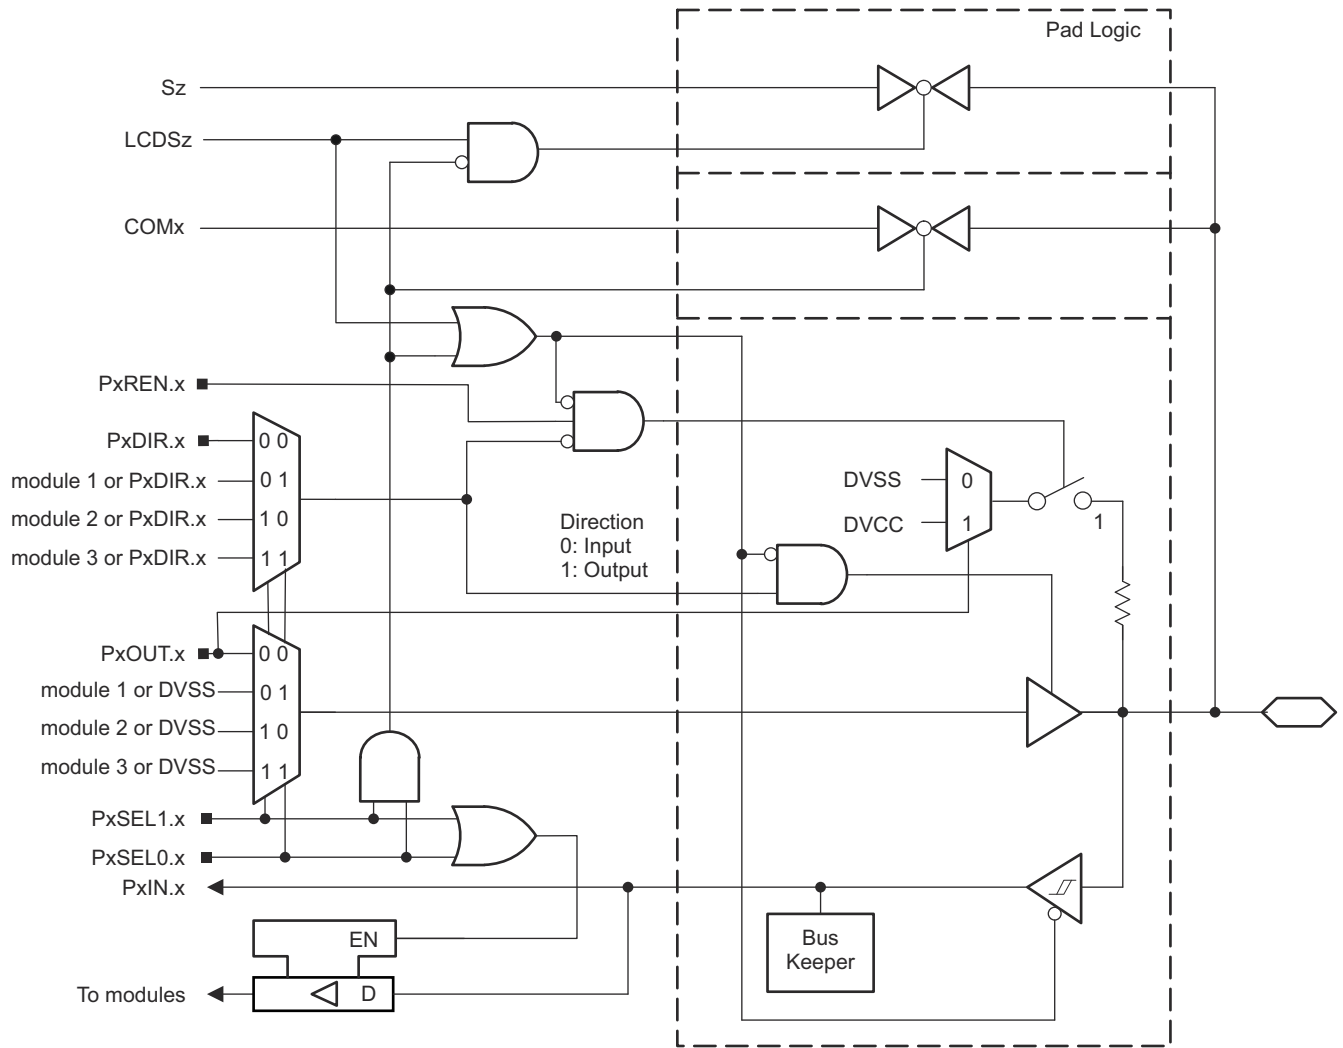 Pad Logic
Sz
LCDSz
COMx
PxREN.x
PxDIR.x
0 0
module 1 or PxDIR.x
0 1
module 2 or PxDIR.x
1 0
module 3 or PxDIR.x
1 1
Direction
0: Input
1: Output
DVSS
0
DVCC
1
1
PxOUT.x
0 0
module 1 or DVSS
0 1
module 2 or DVSS
1 0
module 3 or DVSS
1 1
PxSEL1.x
PxSEL0.x
PxIN.x
EN
D
To modules
Bus
Keeper